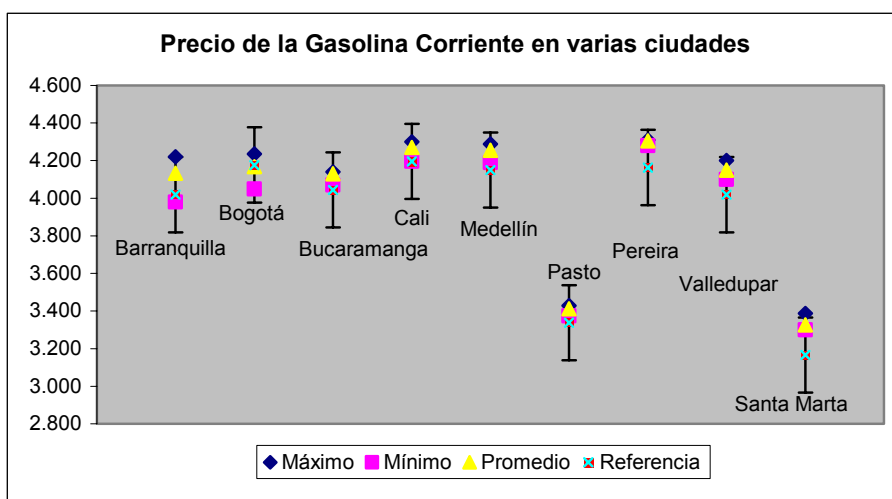 Precio de la Gasolina Corriente en varias ciudades
4.600
4.400
4.200
4.000
3.800
3.600
3.400
3.200
3.000
2.800
Barranquilla
Bogotá
Bucaramanga
Cali
Medellín
Pasto
Pereira
Valledupar
Santa Marta
Máximo Mínimo Promedio Referencia